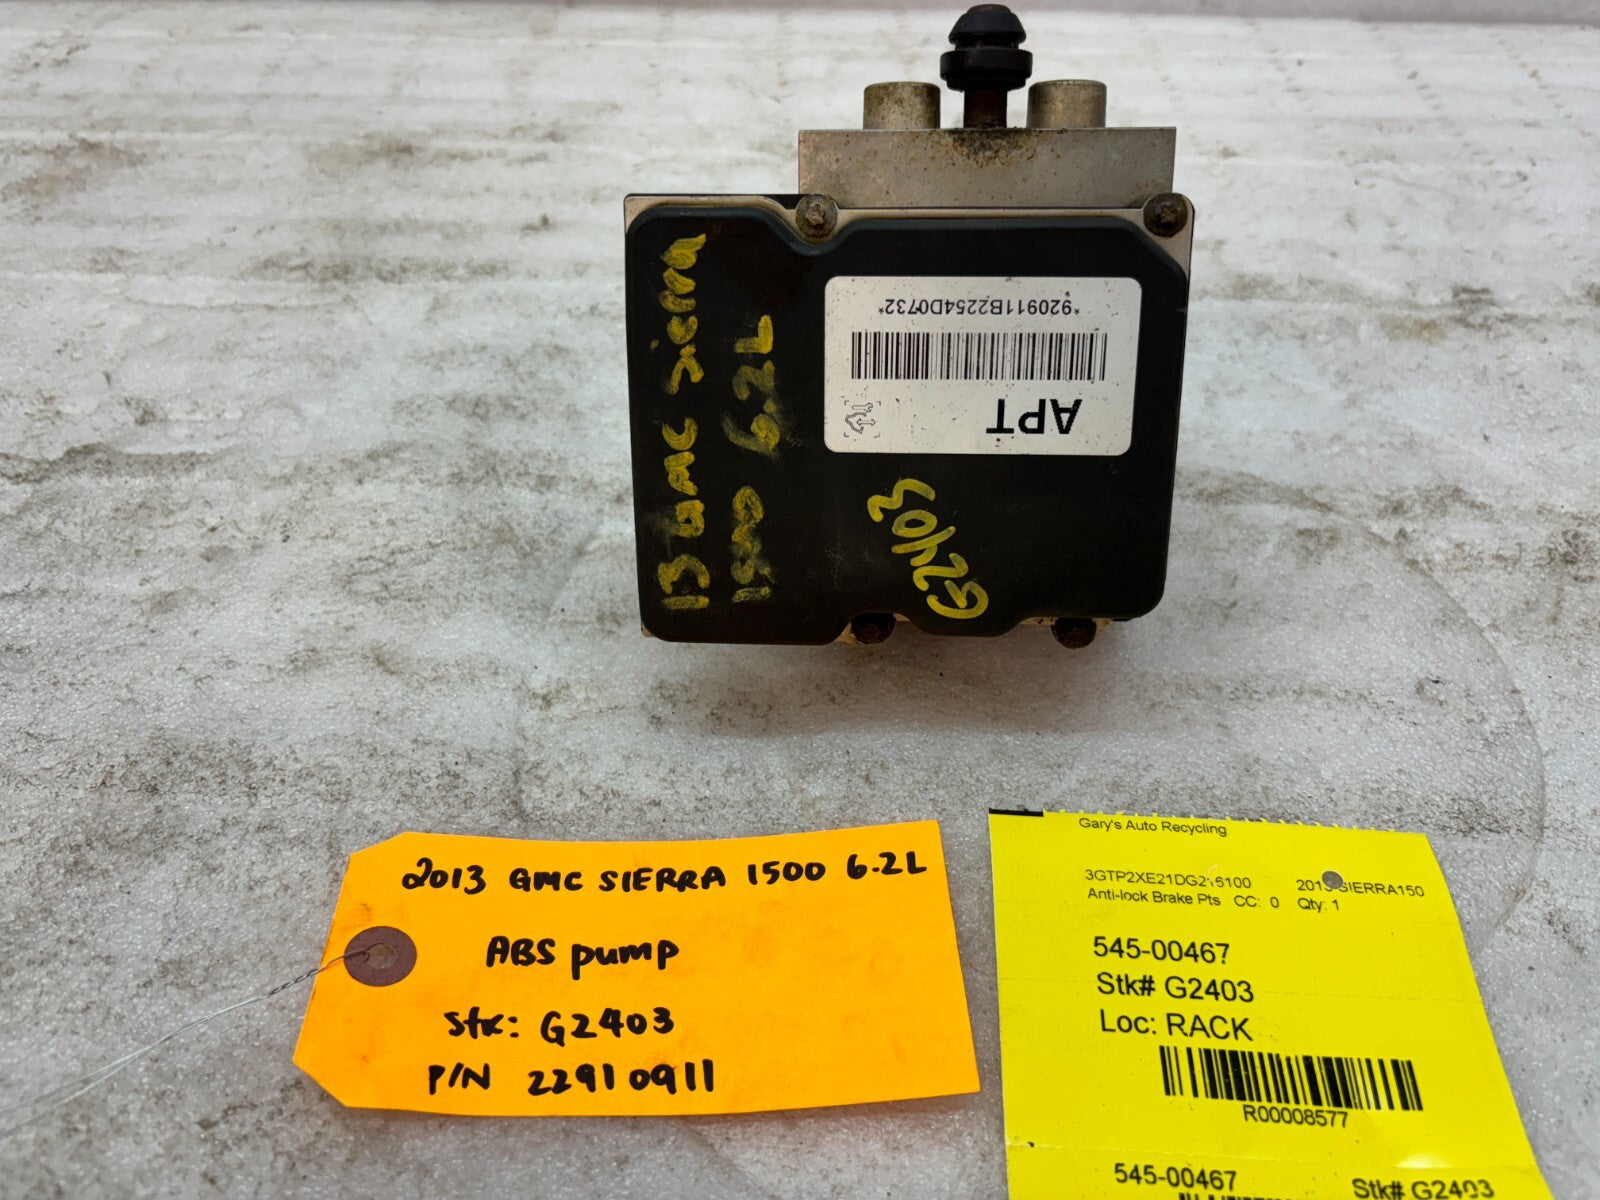 *920911B2254D0732*
APT
13 GMC Sierra
1500 6.2L
G2403
2013 GMC SIERRA 1500 6.2L
ABS pump
Stk: G2403
P/N 22910911
Gary's Auto Recycling
2013 SIERRA150
Anti-lock Brake Pts CC: 0 Qty: 1
545-00467
Stk# G2403
Loc: RACK
R00008577
545-00467 Stk# G2403